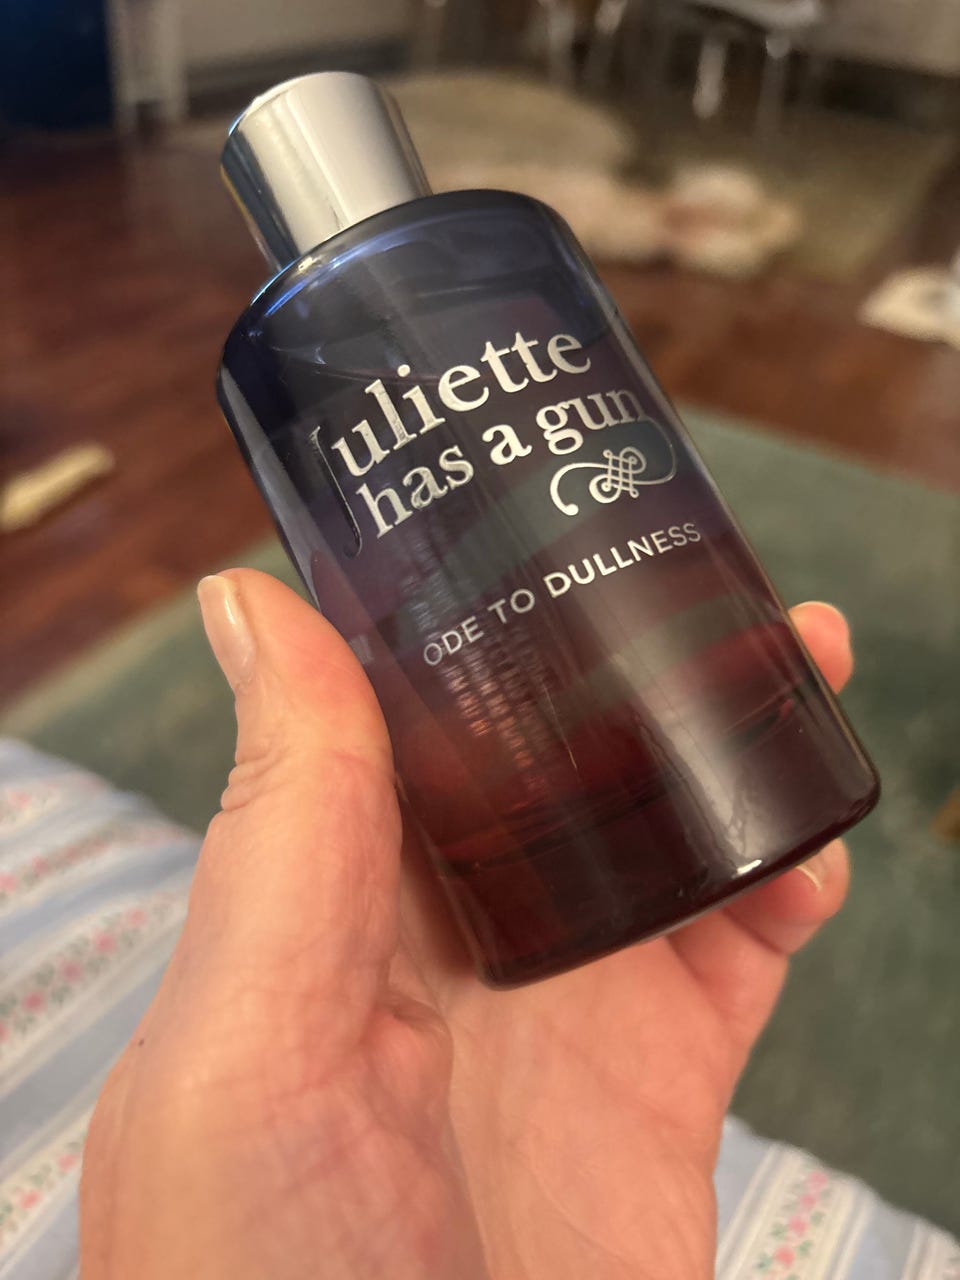 Juliette
has a gun
ODE TO DULLNESS